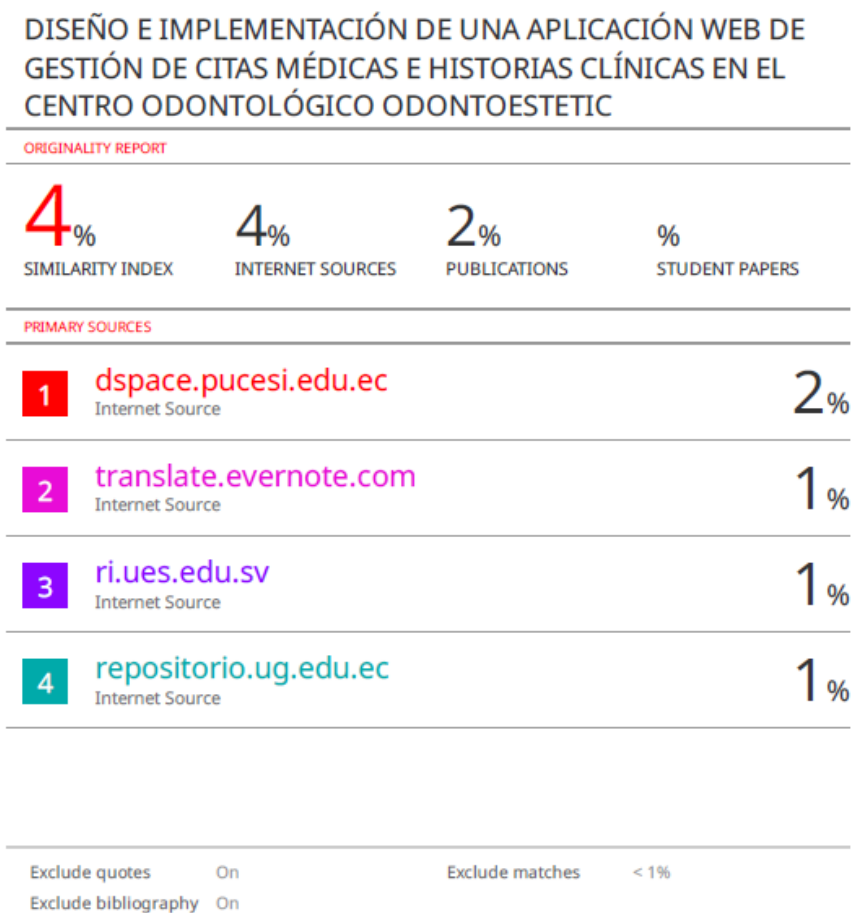 DISEÑO E IMPLEMENTACIÓN DE UNA APLICACIÓN WEB DE
GESTIÓN DE CITAS MÉDICAS E HISTORIAS CLÍNICAS EN EL
CENTRO ODONTOLÓGICO ODONTOESTETIC
ORIGINALITY REPORT
4% 4% 2% %
SIMILARITY INDEX INTERNET SOURCES PUBLICATIONS STUDENT PAPERS
PRIMARY SOURCES
1 dspace.pucesi.edu.ec 2%
Internet Source
2 translate.evernote.com 1%
Internet Source
3 ri.ues.edu.sv 1%
Internet Source
4 repositorio.ug.edu.ec 1%
Internet Source
Exclude quotes On Exclude matches < 1%
Exclude bibliography On